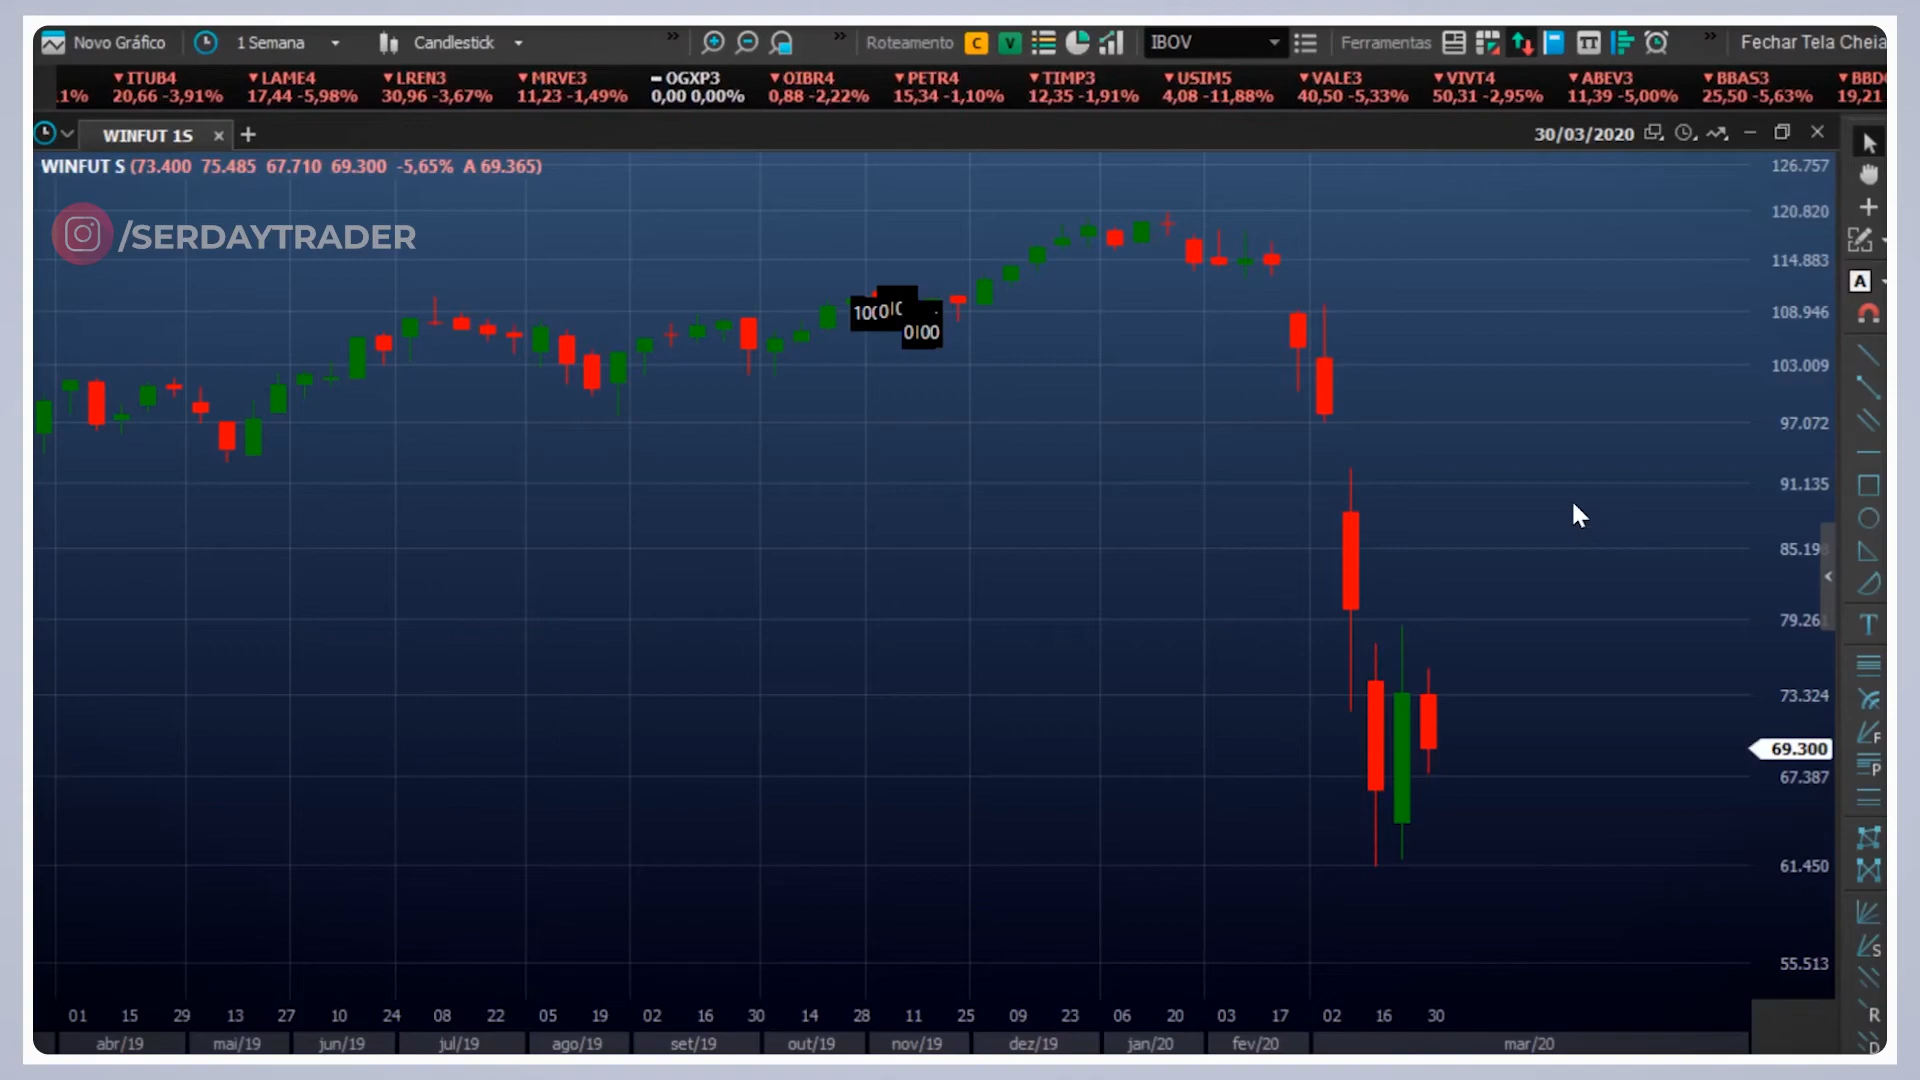 Novo Gráfico 1 Semana Candlestick » » Roteamento C V IBOV Ferramentas » Fechar Tela Cheia
▼ITUB4 ▼LAME4 ▼LREN3 ▼MRVE3 OGXP3 ▼OIBR4 ▼PETR4 ▼TIMP3 ▼USIM5 ▼VALE3 ▼VIVT4 ▼ABEV3 ▼BBAS3
1% 20,66 -3,91% 17,44 -5,98% 30,96 -3,67% 11,23 -1,49% 0,00 0,00% 0,88 -2,22% 15,34 -1,10% 12,35 -1,91% 4,08 -11,88% 40,50 -5,33% 50,31 -2,95% 11,39 -5,00% 25,50 -5,63% 19,21
WINFUT 1S × + 30/03/2020
WINFUT S (73.400 75.485 67.710 69.300 -5,65% A 69.365)
/SERDAYTRADER
126.757
120.820
114.883
108.946
103.009
97.072
91.135
85.198
79.261
73.324
69.300
67.387
61.450
55.513
A
T
F
P
S
R
D
01 15 29 13 27 10 24 08 22 05 19 02 16 30 14 28 11 25 09 23 06 20 03 17 02 16 30
abr/19 mai/19 jun/19 jul/19 ago/19 set/19 out/19 nov/19 dez/19 jan/20 fev/20 mar/20